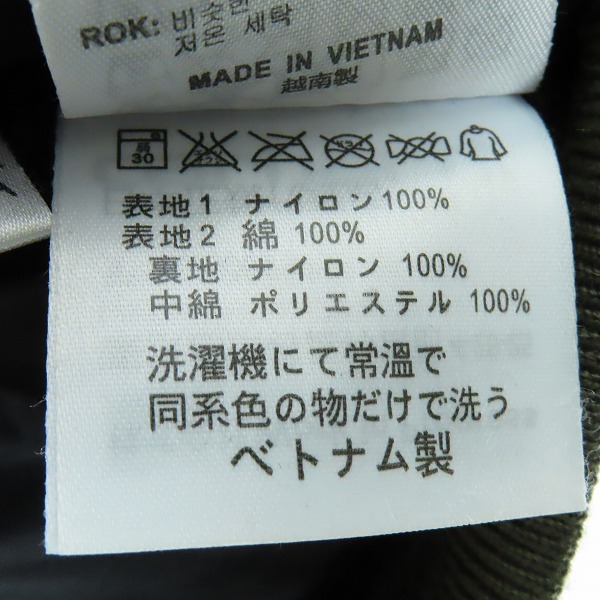 ROK: 비슷한
저온 세탁
MADE IN VIETNAM
越南製
弱
30
表地1 ナイロン100%
表地2 綿 100%
裏地 ナイロン 100%
中綿 ポリエステル 100%
洗濯機にて常温で
同系色の物だけで洗う
ベトナム製